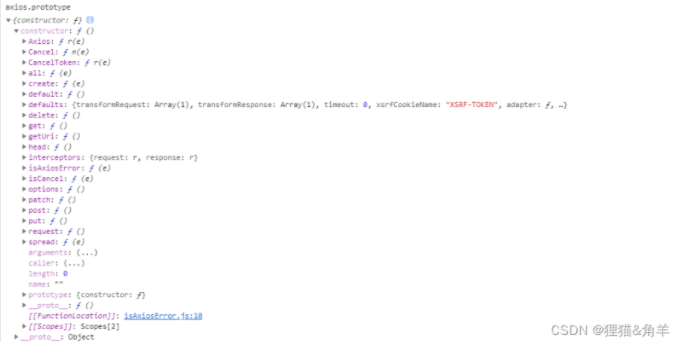 axios.prototype
▼{constructor: ƒ}
▼constructor: ƒ ()
▶Axios: ƒ r(e)
▶Cancel: ƒ n(e)
▶CancelToken: ƒ r(e)
▶all: ƒ (e)
▶create: ƒ (e)
▶default: ƒ ()
▶defaults: {transformRequest: Array(1), transformResponse: Array(1), timeout: 0, xsrfCookieName: "XSRF-TOKEN", adapter: ƒ, …}
▶delete: ƒ ()
▶get: ƒ ()
▶getUri: ƒ ()
▶head: ƒ ()
▶interceptors: {request: r, response: r}
▶isAxiosError: ƒ (e)
▶isCancel: ƒ (e)
▶options: ƒ ()
▶patch: ƒ ()
▶post: ƒ ()
▶put: ƒ ()
▶request: ƒ ()
▶spread: ƒ (e)
arguments: (...)
caller: (...)
length: 0
name: ""
▶prototype: {constructor: ƒ}
▶__proto__: ƒ ()
[[FunctionLocation]]: isAxiosError.js:10
▶[[Scopes]]: Scopes[2]
▶__proto__: Object
CSDN @狸猫&角羊